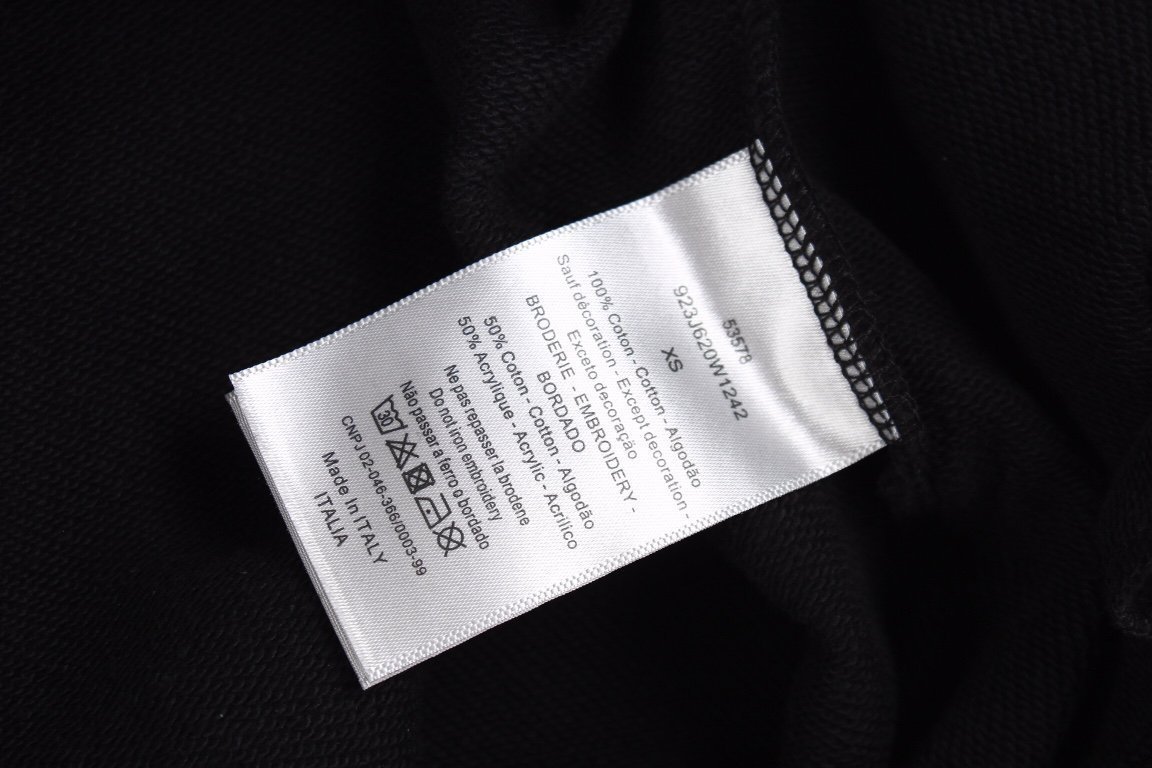 53578
923J620W1242
XS
100% Coton - Cotton - Algodão
Sauf décoration - Except decoration -
Exceto decoração
BRODERIE - EMBROIDERY -
BORDADO
50% Coton - Cotton - Algodão
50% Acrylique - Acrylic - Acrilico
Ne pas repasser la broderie
Do not iron embroidery
Não passar a ferro o bordado
30
CNPJ 02-046-366/0003-99
Made in ITALY
ITALIA